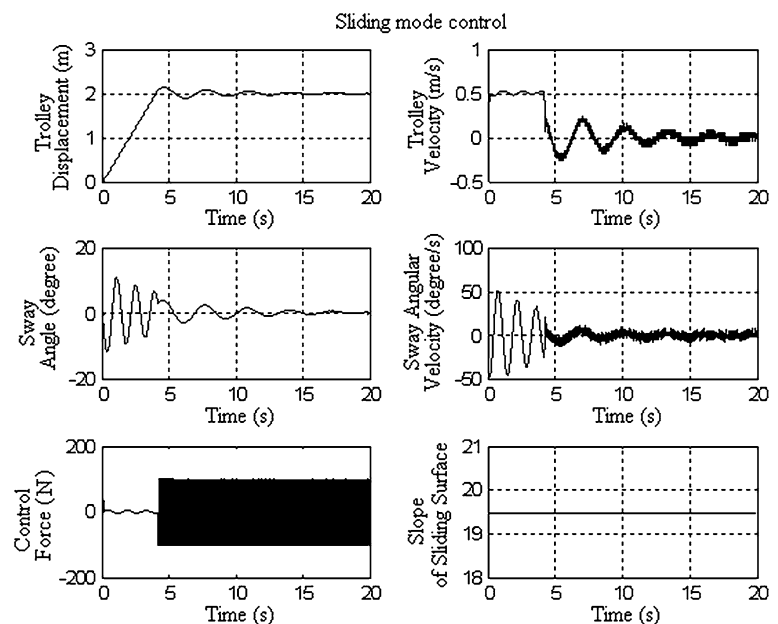 Sliding mode control
Trolley
Displacement (m)
3
2
1
0
0 5 10 15 20
Time (s)
Trolley
Velocity (m/s)
1
0.5
0
-0.5
0 5 10 15 20
Time (s)
Sway
Angle (degree)
20
0
-20
0 5 10 15 20
Time (s)
Sway Angular
Velocity (degree/s)
100
50
0
-50
0 5 10 15 20
Time (s)
Control
Force (N)
200
100
0
-100
-200
0 5 10 15 20
Time (s)
Slope
of Sliding Surface
21
20
19
18
0 5 10 15 20
Time (s)